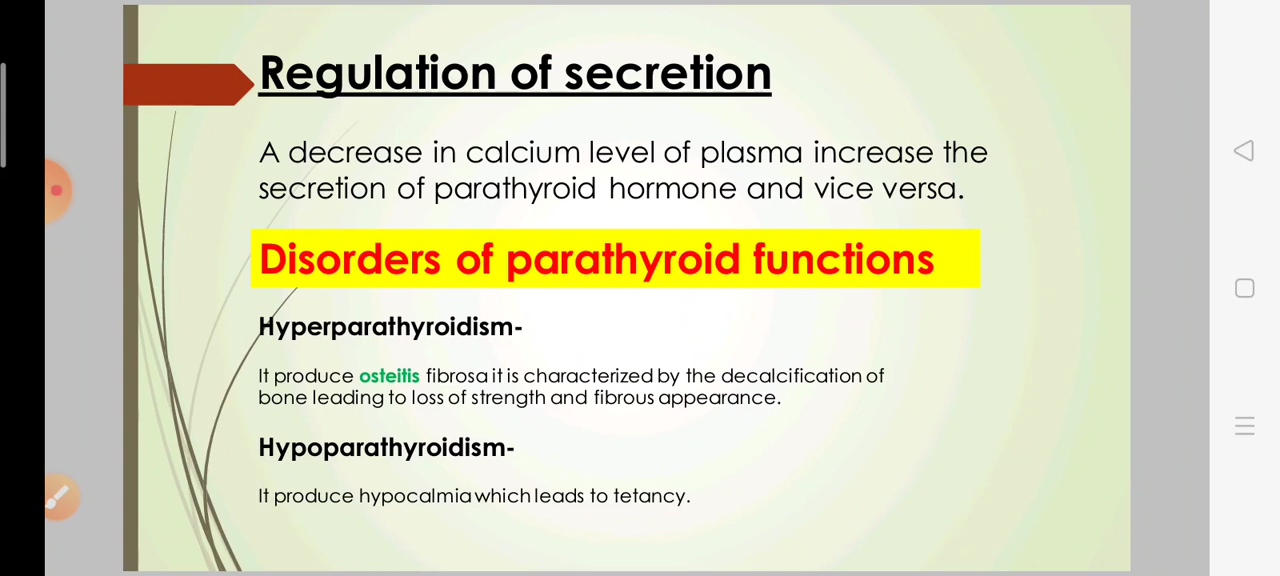 Regulation of secretion
A decrease in calcium level of plasma increase the
secretion of parathyroid hormone and vice versa.
Disorders of parathyroid functions
Hyperparathyroidism-
It produce osteitis fibrosa it is characterized by the decalcification of
bone leading to loss of strength and fibrous appearance.
Hypoparathyroidism-
It produce hypocalmia which leads to tetancy.